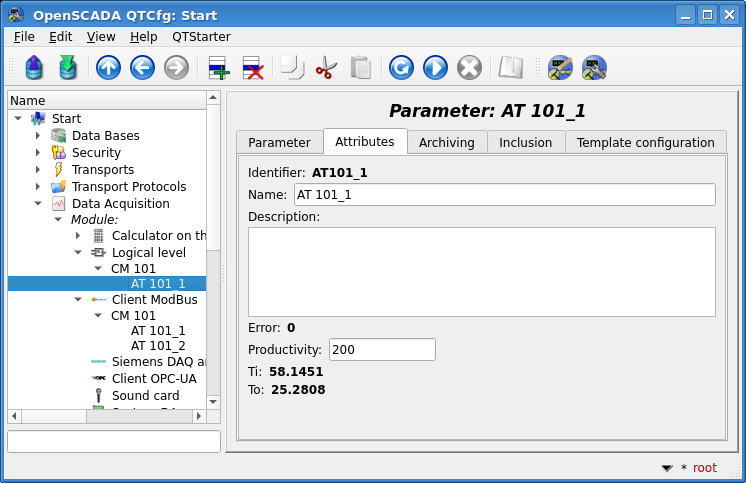 OpenSCADA QTCfg: Start
File Edit View Help QTStarter
Name
Start
Data Bases
Security
Transports
Transport Protocols
Data Acquisition
Module:
Calculator on th
Logical level
CM 101
AT 101_1
Client ModBus
CM 101
AT 101_1
AT 101_2
Siemens DAQ
Client OPC-UA
Sound card
Parameter: AT 101_1
Parameter Attributes Archiving Inclusion Template configuration
Identifier: AT101_1
Name: AT 101_1
Description:
Error: 0
Productivity: 200
Ti: 58.1451
To: 25.2808
* root